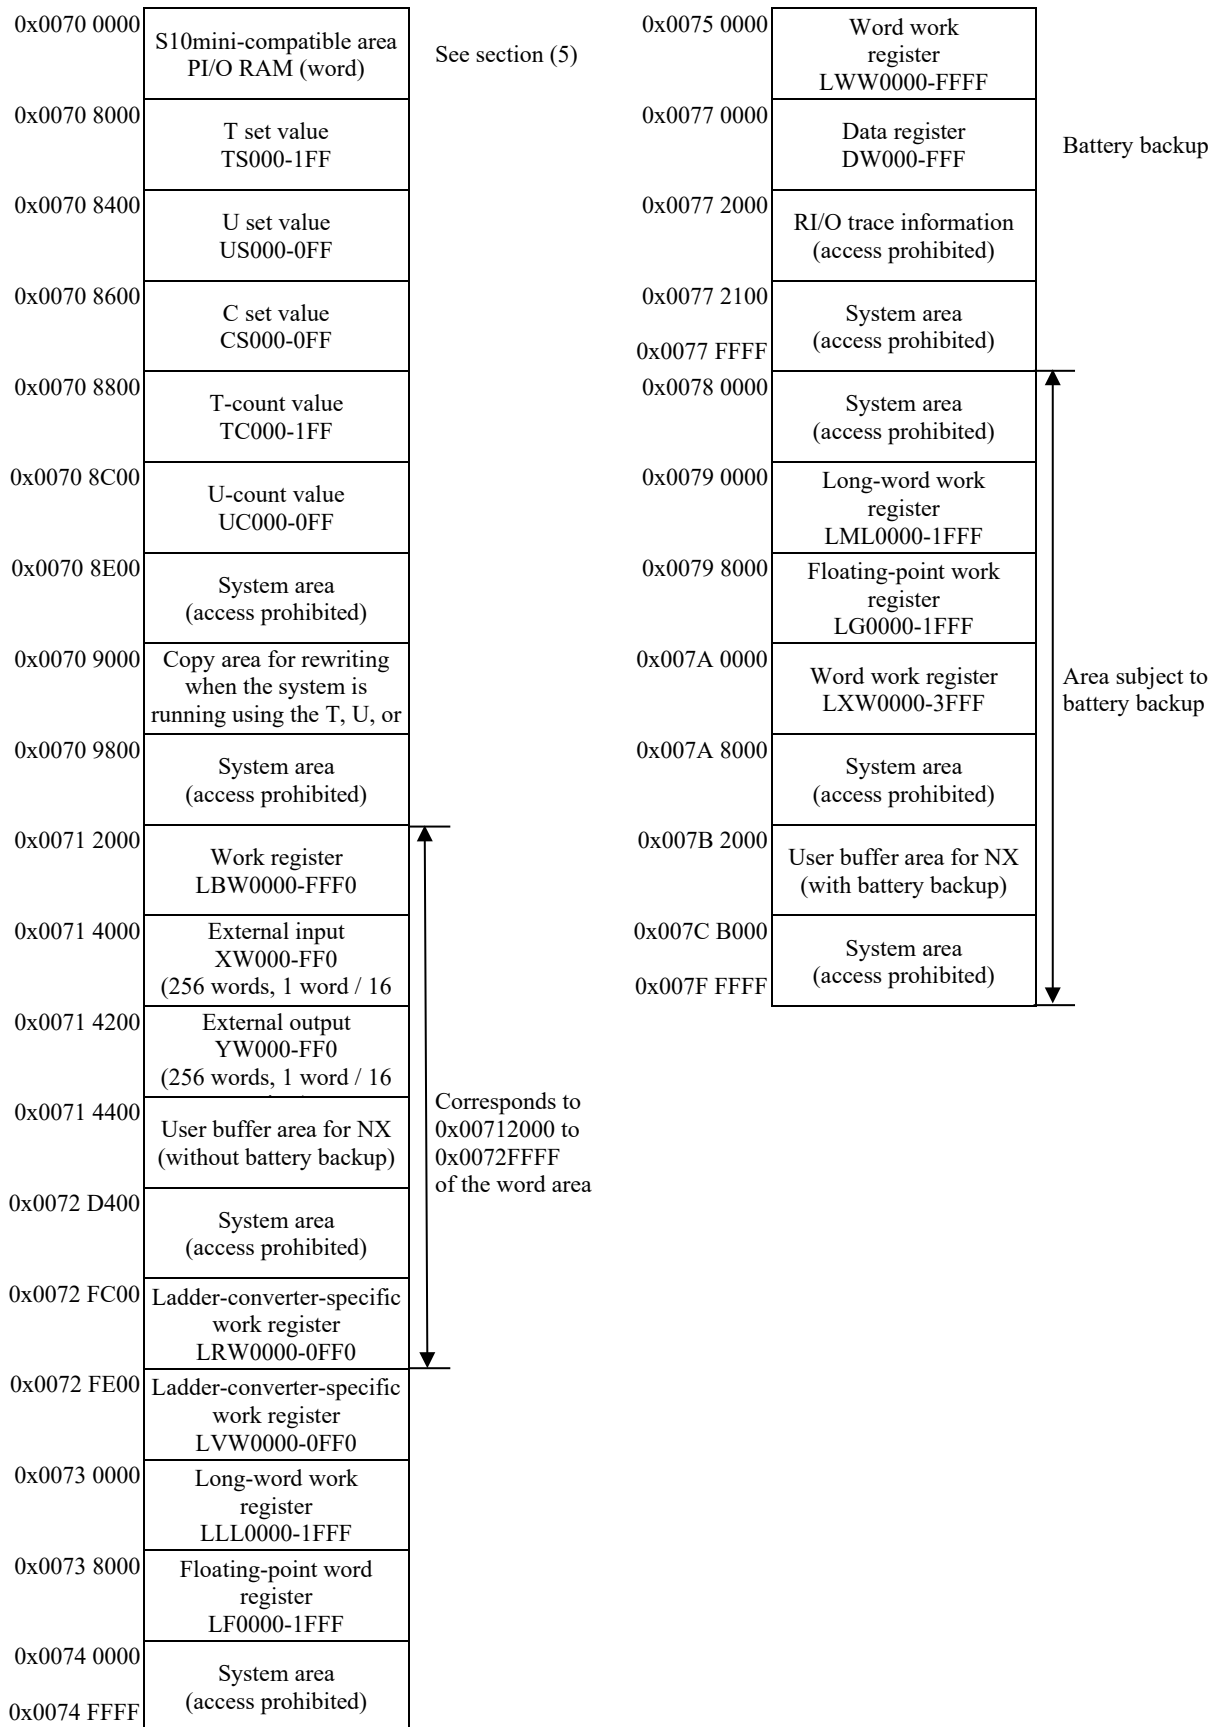 0x0070 0000
S10mini-compatible area
PI/O RAM (word)
See section (5)
0x0070 8000
T set value
TS000-1FF
0x0070 8400
U set value
US000-0FF
0x0070 8600
C set value
CS000-0FF
0x0070 8800
T-count value
TC000-1FF
0x0070 8C00
U-count value
UC000-0FF
0x0070 8E00
System area
(access prohibited)
0x0070 9000
Copy area for rewriting
when the system is
running using the T, U, or
0x0070 9800
System area
(access prohibited)
0x0071 2000
Work register
LBW0000-FFF0
0x0071 4000
External input
XW000-FF0
(256 words, 1 word / 16
0x0071 4200
External output
YW000-FF0
(256 words, 1 word / 16
0x0071 4400
User buffer area for NX
(without battery backup)
Corresponds to
0x00712000 to
0x0072FFFF
of the word area
0x0072 D400
System area
(access prohibited)
0x0072 FC00
Ladder-converter-specific
work register
LRW0000-0FF0
0x0072 FE00
Ladder-converter-specific
work register
LVW0000-0FF0
0x0073 0000
Long-word work
register
LLL0000-1FFF
0x0073 8000
Floating-point word
register
LF0000-1FFF
0x0074 0000
System area
(access prohibited)
0x0074 FFFF
0x0075 0000
Word work
register
LWW0000-FFFF
0x0077 0000
Data register
DW000-FFF
Battery backup
0x0077 2000
RI/O trace information
(access prohibited)
0x0077 2100
System area
(access prohibited)
0x0077 FFFF
0x0078 0000
System area
(access prohibited)
0x0079 0000
Long-word work
register
LML0000-1FFF
0x0079 8000
Floating-point work
register
LG0000-1FFF
0x007A 0000
Word work register
LXW0000-3FFF
Area subject to
battery backup
0x007A 8000
System area
(access prohibited)
0x007B 2000
User buffer area for NX
(with battery backup)
0x007C B000
System area
(access prohibited)
0x007F FFFF